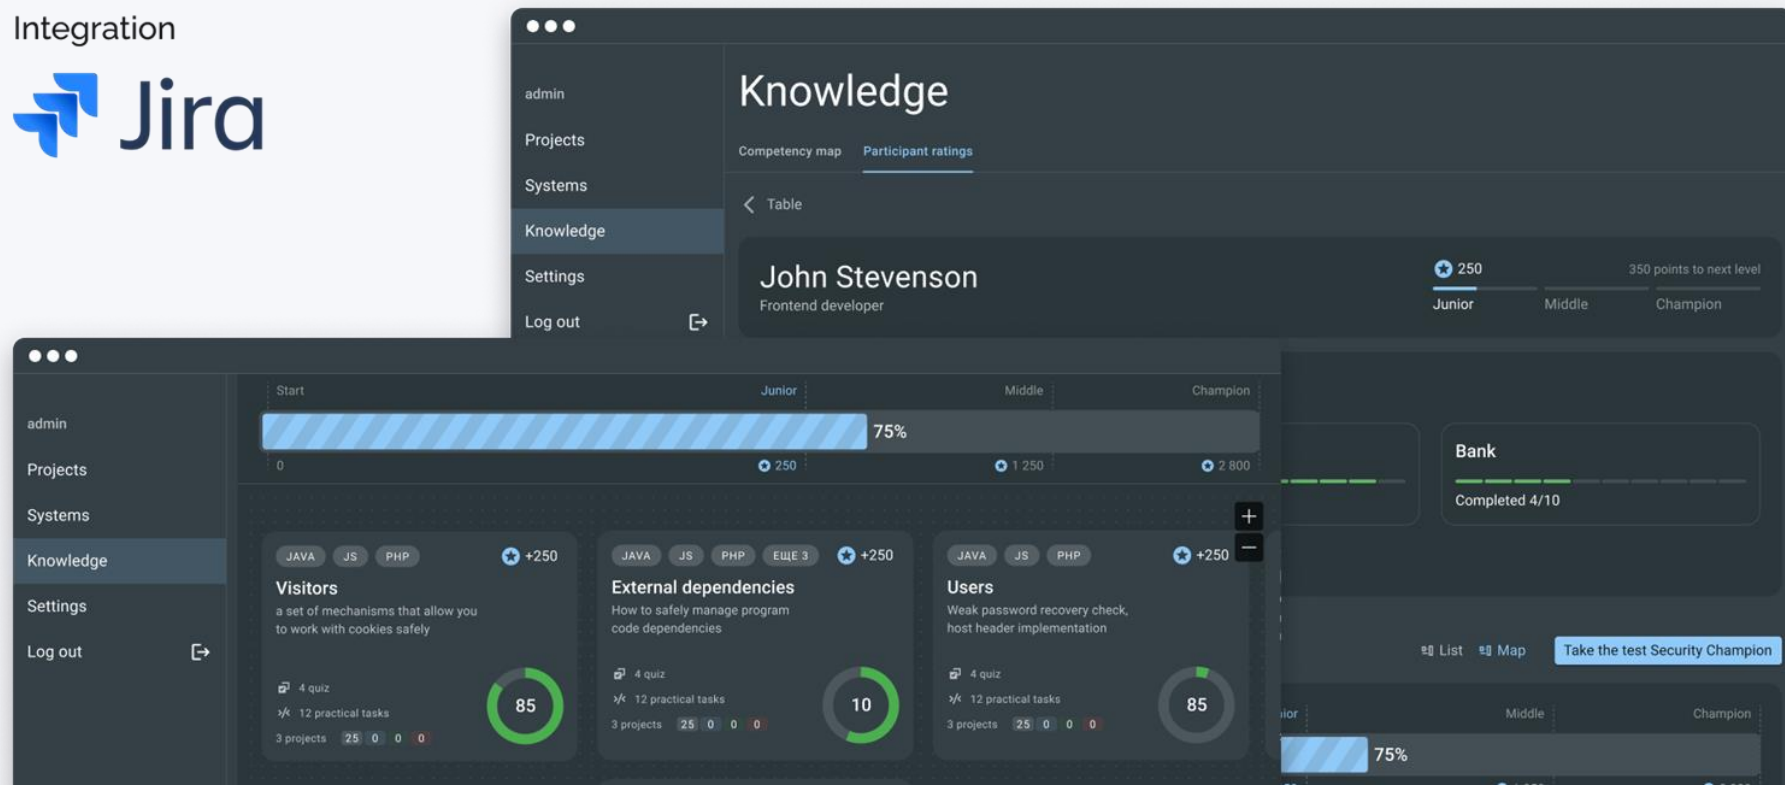 Integration
Jira
admin
Projects
Systems
Knowledge
Settings
Log out
Knowledge
Competency map Participant ratings
Table
John Stevenson
Frontend developer
250 350 points to next level
Junior Middle Champion
Bank
Completed 4/10
List Map Take the test Security Champion
Middle Champion
75%
admin
Projects
Systems
Knowledge
Settings
Log out
Start Junior Middle Champion
75%
0 250 1 250 2 800
+
−
JAVA JS PHP +250
Visitors
a set of mechanisms that allow you
to work with cookies safely
4 quiz
12 practical tasks
3 projects 25 0 0 0
85
JAVA JS PHP ЕЩЕ 3 +250
External dependencies
How to safely manage program
code dependencies
4 quiz
12 practical tasks
3 projects 25 0 0 0
10
JAVA JS PHP +250
Users
Weak password recovery check,
host header implementation
4 quiz
12 practical tasks
3 projects 25 0 0 0
85